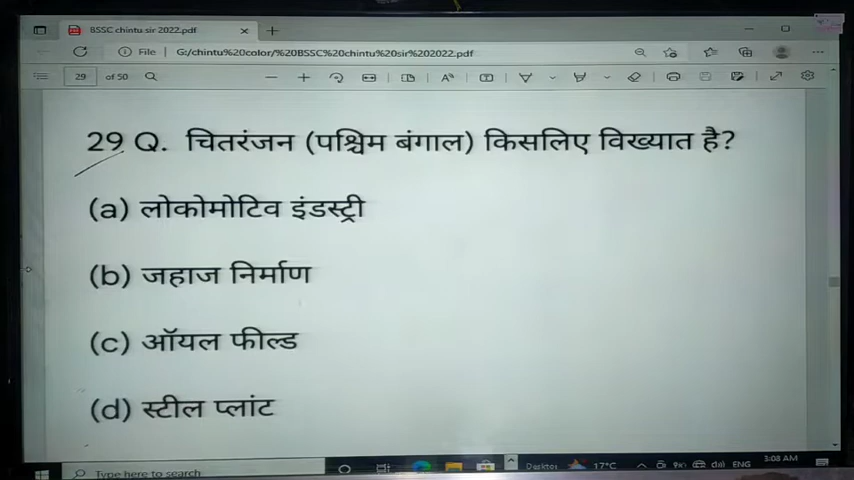 BSSC chintu sir 2022.pdf
File G:/chintu%20color/%20BSSC%20chintu%20sir%202022.pdf
29 of 50
29 Q. चितरंजन (पश्चिम बंगाल) किसलिए विख्यात है?
(a) लोकोमोटिव इंडस्ट्री
(b) जहाज निर्माण
(c) ऑयल फील्ड
(d) स्टील प्लांट
Type here to search
Desktop 17°C ENG 3:08 AM